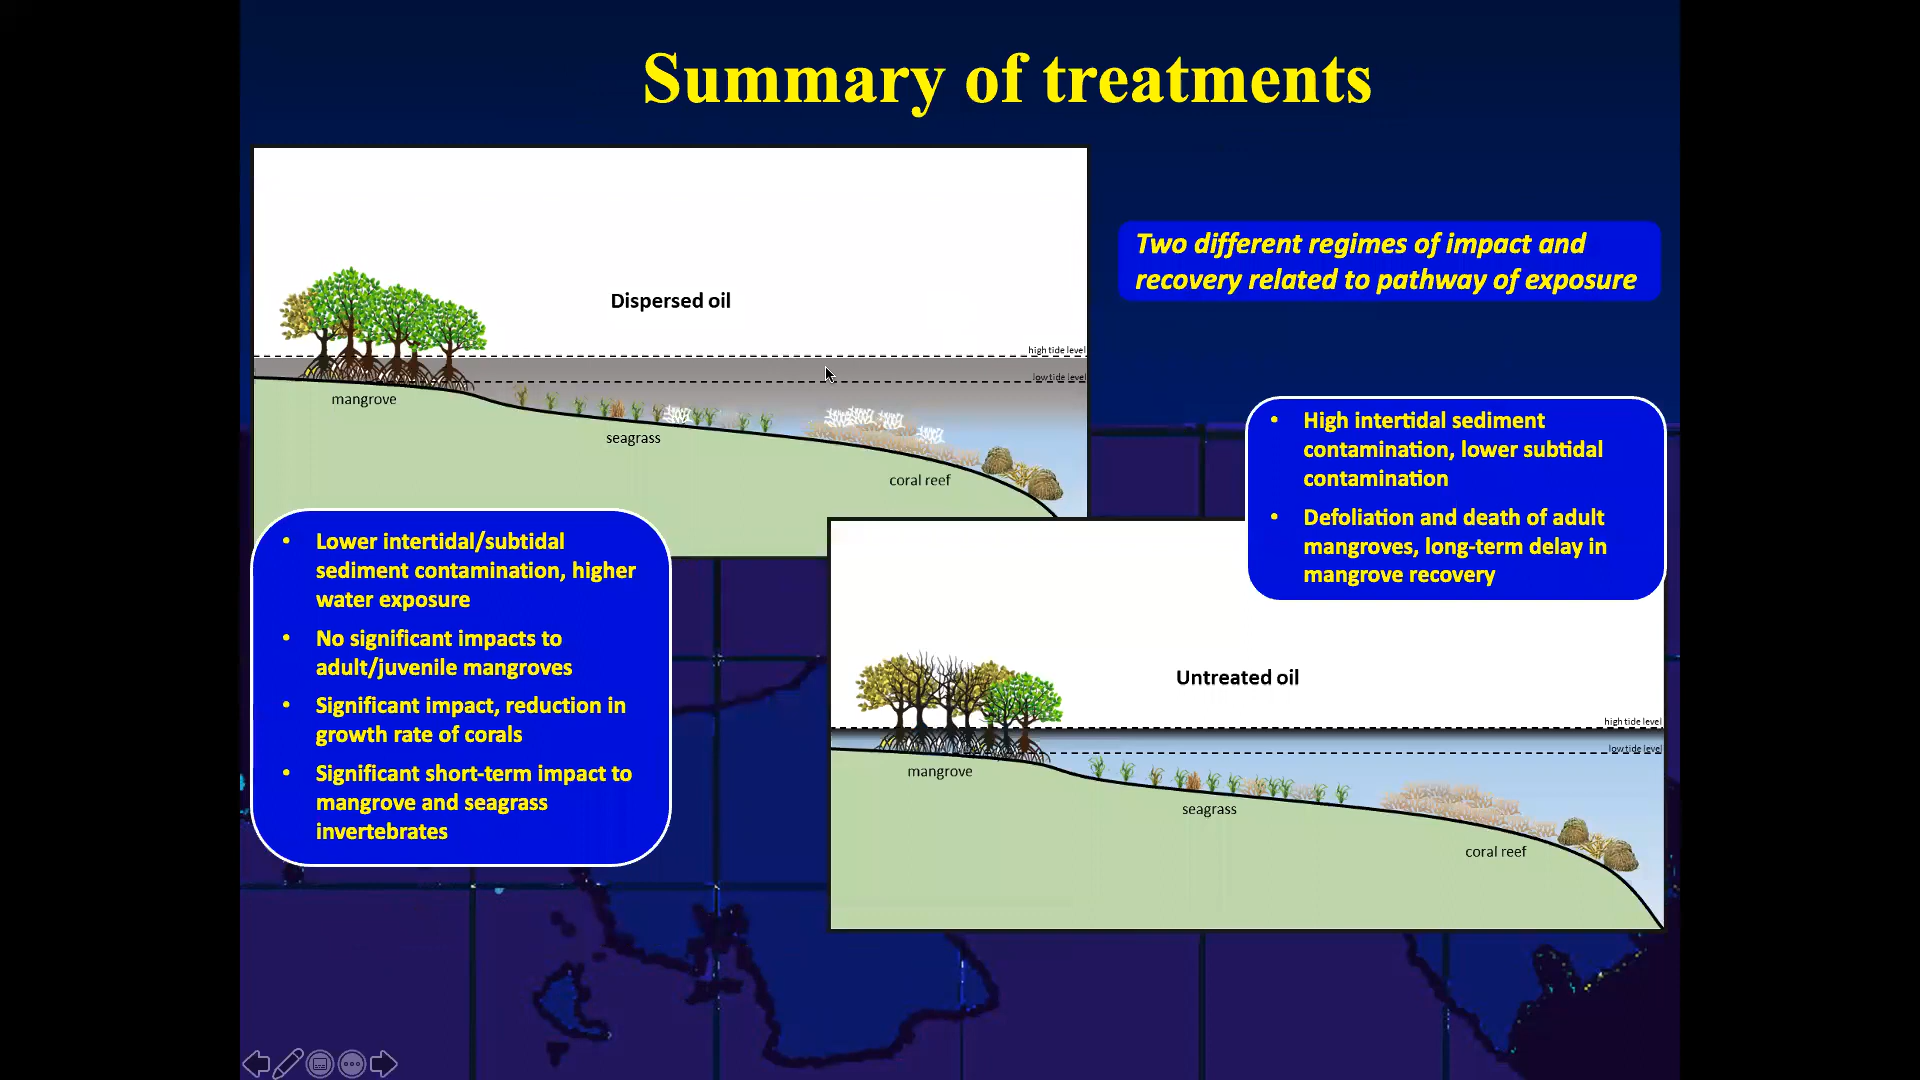 Summary of treatments
Dispersed oil
high tide level
low tide level
mangrove
seagrass
coral reef
Two different regimes of impact and
recovery related to pathway of exposure
• Lower intertidal/subtidal
sediment contamination, higher
water exposure
• No significant impacts to
adult/juvenile mangroves
• Significant impact, reduction in
growth rate of corals
• Significant short-term impact to
mangrove and seagrass
invertebrates
• High intertidal sediment
contamination, lower subtidal
contamination
• Defoliation and death of adult
mangroves, long-term delay in
mangrove recovery
Untreated oil
high tide level
low tide level
mangrove
seagrass
coral reef